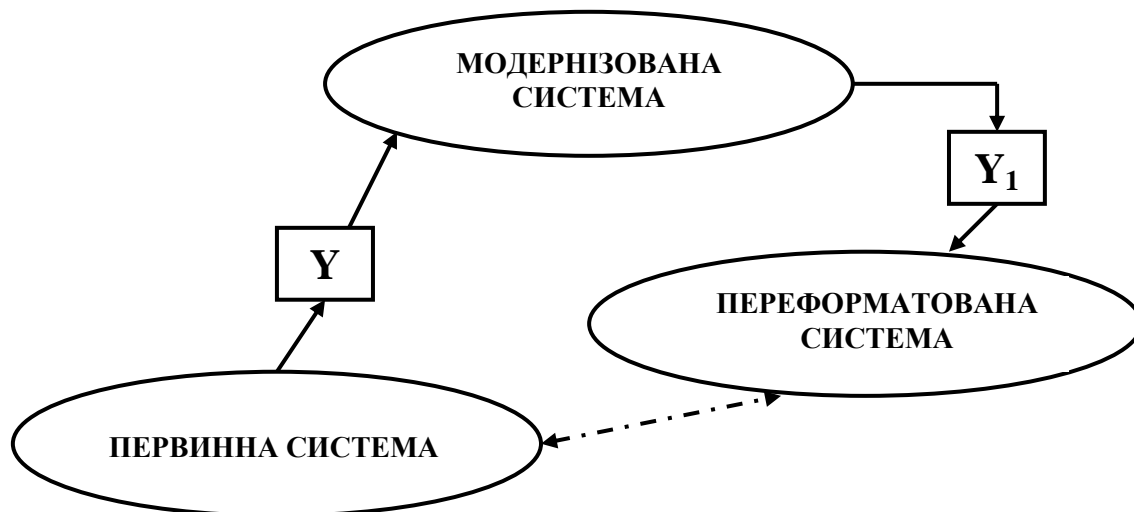 МОДЕРНІЗОВАНА
СИСТЕМА
Y₁
Y
ПЕРЕФОРМАТОВАНА
СИСТЕМА
ПЕРВИННА СИСТЕМА